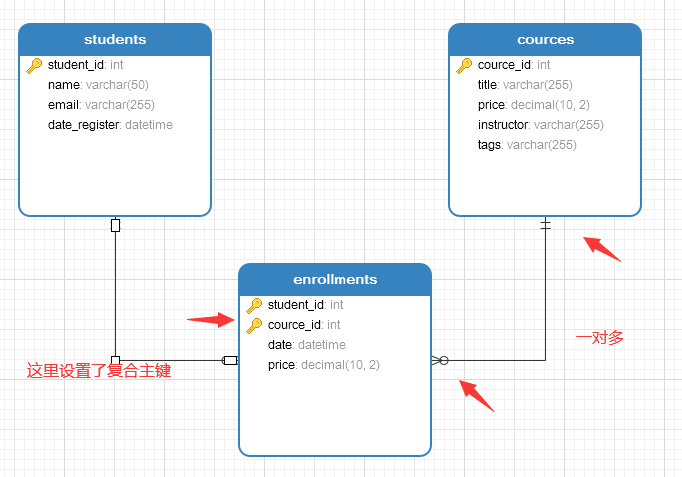 students
student_id: int
name: varchar(50)
email: varchar(255)
date_register: datetime
cources
cource_id: int
title: varchar(255)
price: decimal(10, 2)
instructor: varchar(255)
tags: varchar(255)
enrollments
student_id: int
cource_id: int
date: datetime
price: decimal(10, 2)
一对多
这里设置了复合主键